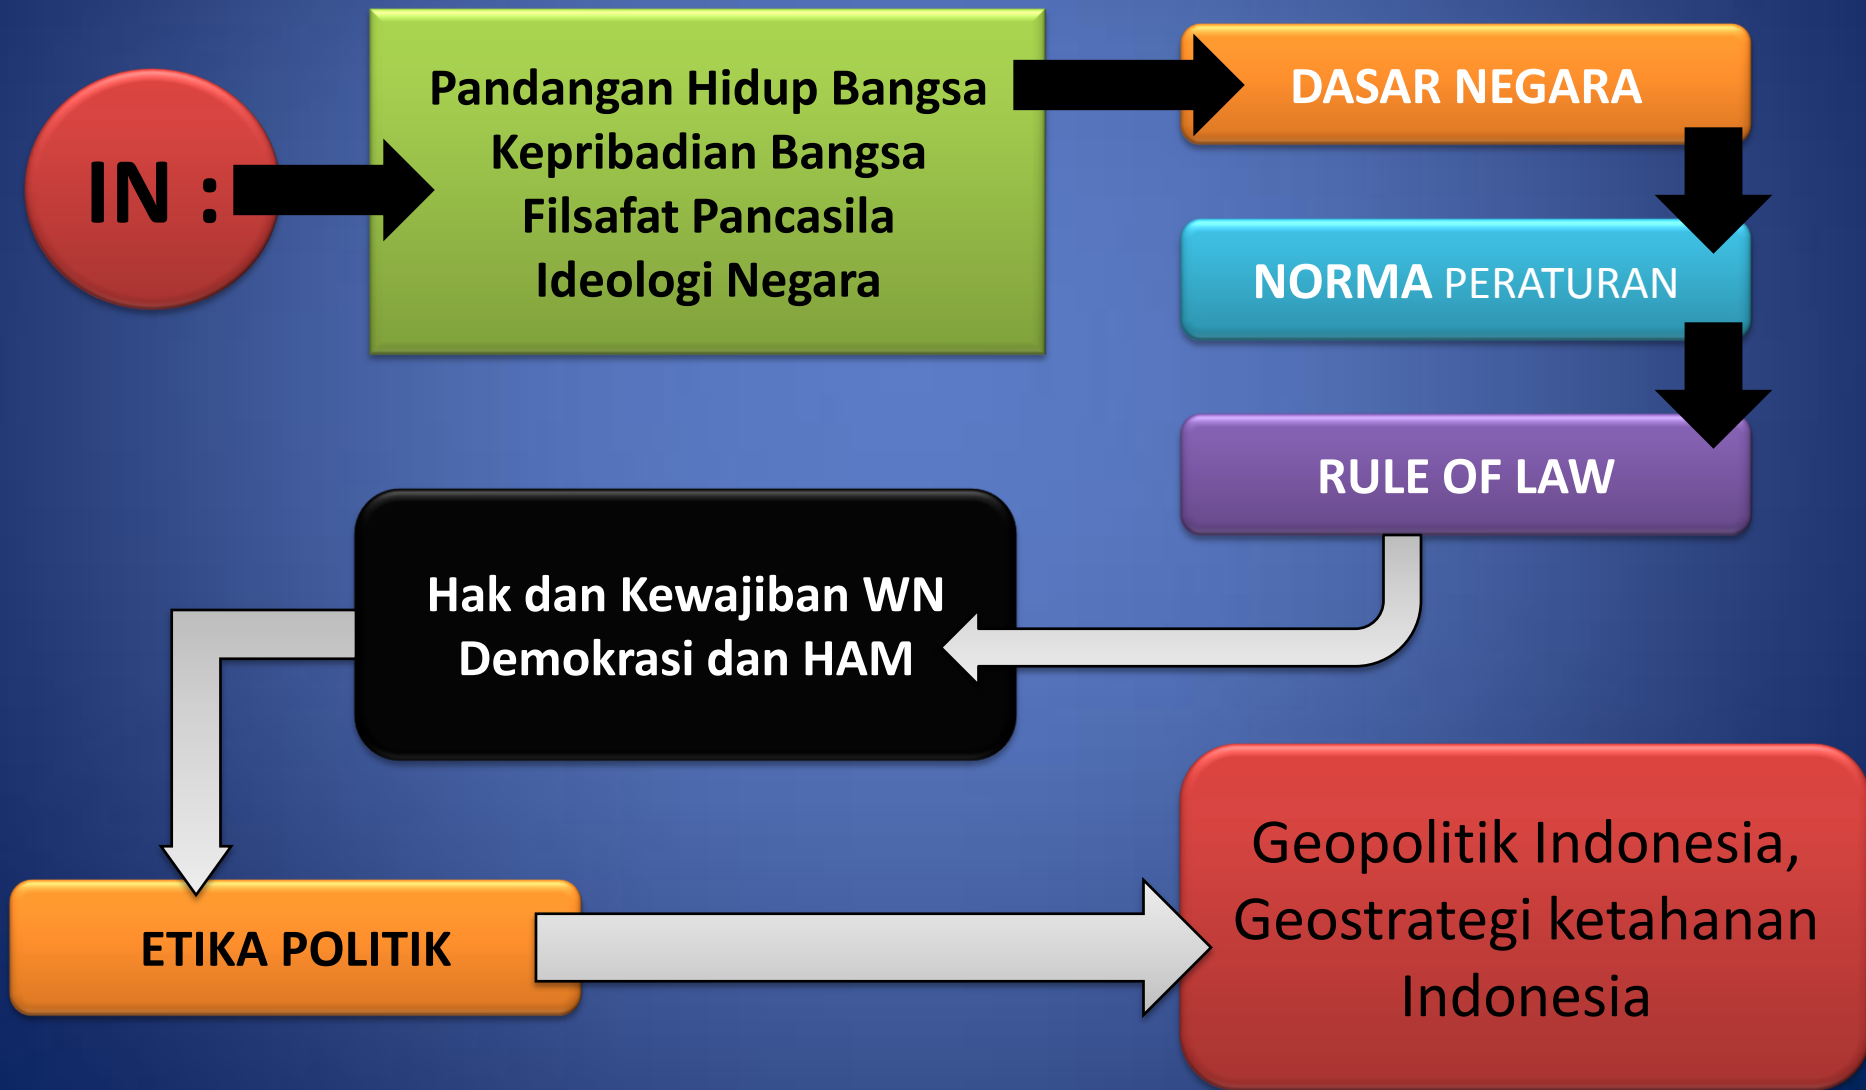 IN :
Pandangan Hidup Bangsa
Kepribadian Bangsa
Filsafat Pancasila
Ideologi Negara
DASAR NEGARA
NORMA PERATURAN
RULE OF LAW
Hak dan Kewajiban WN
Demokrasi dan HAM
ETIKA POLITIK
Geopolitik Indonesia,
Geostrategi ketahanan
Indonesia